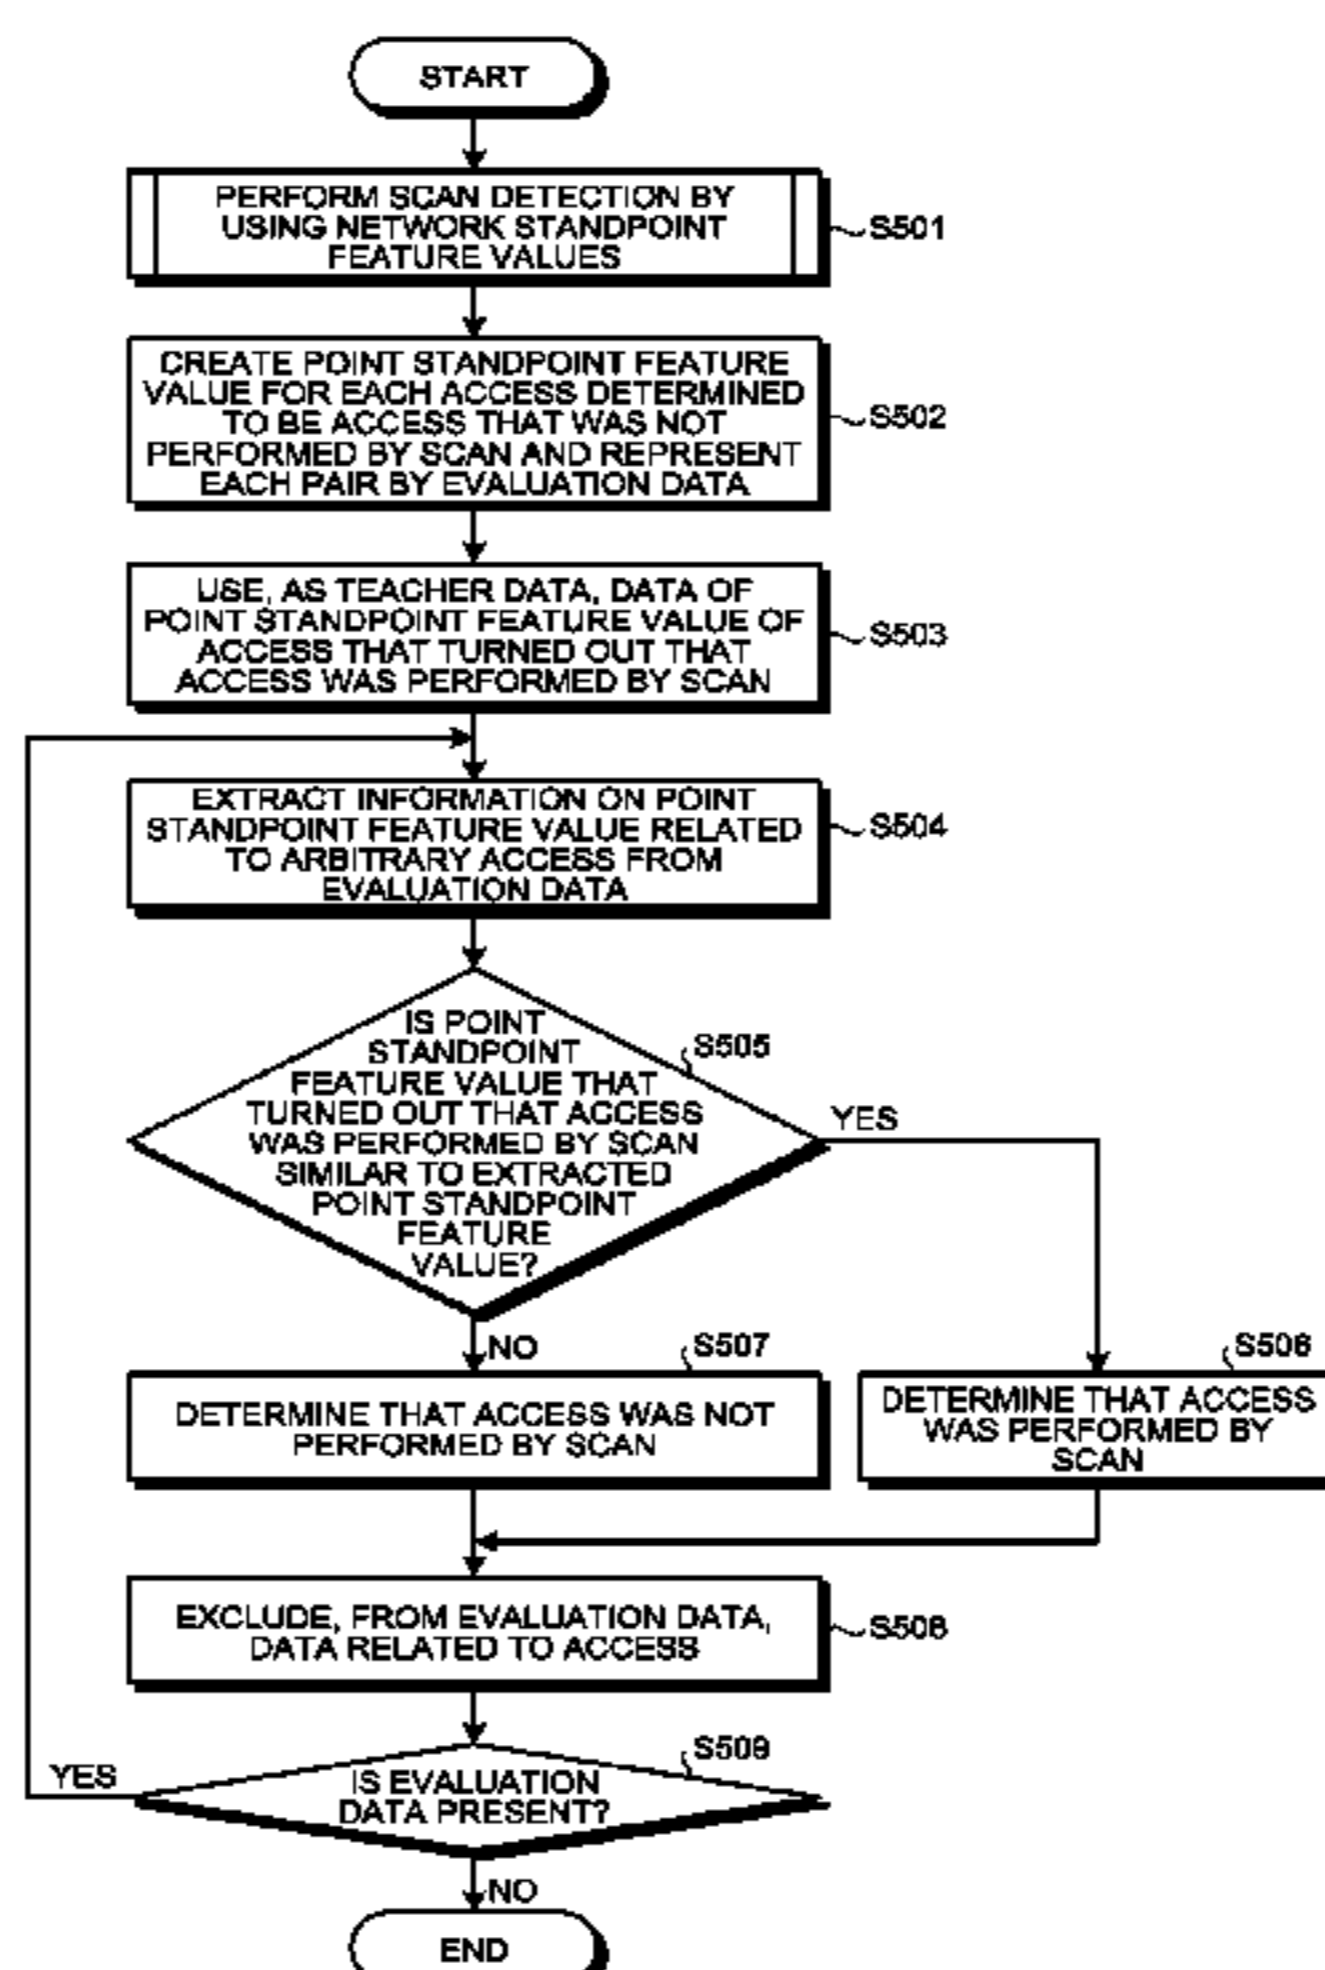 START
PERFORM SCAN DETECTION BY
USING NETWORK STANDPOINT
FEATURE VALUES
S501
CREATE POINT STANDPOINT FEATURE
VALUE FOR EACH ACCESS DETERMINED
TO BE ACCESS THAT WAS NOT
PERFORMED BY SCAN AND REPRESENT
EACH PAIR BY EVALUATION DATA
S502
USE, AS TEACHER DATA, DATA OF
POINT STANDPOINT FEATURE VALUE OF
ACCESS THAT TURNED OUT THAT
ACCESS WAS PERFORMED BY SCAN
S503
EXTRACT INFORMATION ON POINT
STANDPOINT FEATURE VALUE RELATED
TO ARBITRARY ACCESS FROM
EVALUATION DATA
S504
IS POINT
STANDPOINT
FEATURE VALUE THAT
TURNED OUT THAT ACCESS
WAS PERFORMED BY SCAN
SIMILAR TO EXTRACTED
POINT STANDPOINT
FEATURE
VALUE?
S505
YES
NO
S507
DETERMINE THAT ACCESS WAS NOT
PERFORMED BY SCAN
S506
DETERMINE THAT ACCESS
WAS PERFORMED BY
SCAN
EXCLUDE, FROM EVALUATION DATA,
DATA RELATED TO ACCESS
S508
S509
YES
IS EVALUATION
DATA PRESENT?
NO
END